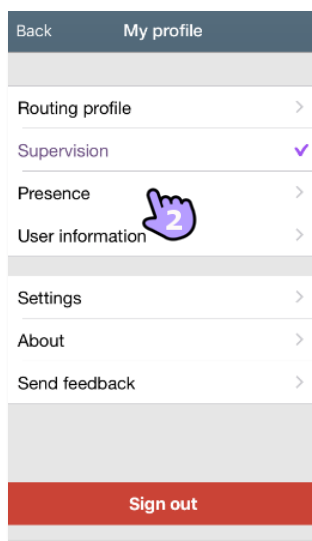 Back My profile
Routing profile
Supervision
Presence
2
User information
Settings
About
Send feedback
Sign out